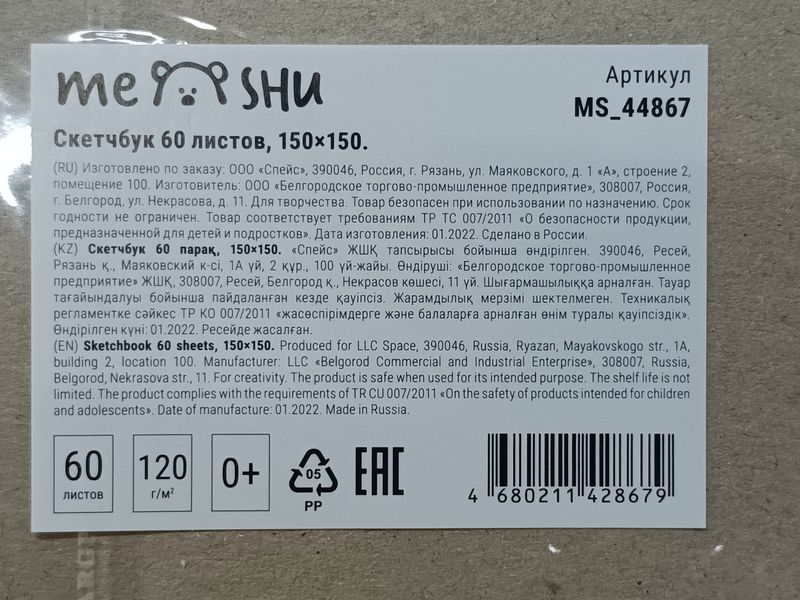 meSHU
Артикул
MS_44867
Скетчбук 60 листов, 150×150.
(RU) Изготовлено по заказу: ООО «Спейс», 390046, Россия, г. Рязань, ул. Маяковского, д. 1 «А», строение 2,
помещение 100. Изготовитель: ООО «Белгородское торгово-промышленное предприятие», 308007, Россия,
г. Белгород, ул. Некрасова, д. 11. Для творчества. Товар безопасен при использовании по назначению. Срок
годности не ограничен. Товар соответствует требованиям ТР ТС 007/2011 «О безопасности продукции,
предназначенной для детей и подростков». Дата изготовления: 01.2022. Сделано в России.
(KZ) Скетчбук 60 парақ, 150×150. «Спейс» ЖШҚ тапсырысы бойынша өндірілген. 390046, Ресей,
Рязань қ., Маяковский к-сі, 1А үй, 2 құр., 100 үй-жайы. Өндіруші: «Белгородское торгово-промышленное
предприятие» ЖШҚ, 308007, Ресей, Белгород қ., Некрасов көшесі, 11 үй. Шығармашылыққа арналған. Тауар
тағайындалуы бойынша пайдаланған кезде қауіпсіз. Жарамдылық мерзімі шектелмеген. Техникалық
регламентке сәйкес ТР КО 007/2011 «жасөспірімдерге және балаларға арналған өнім туралы қауіпсіздік».
Өндірілген күні: 01.2022. Ресейде жасалған.
(EN) Sketchbook 60 sheets, 150×150. Produced for LLC Space, 390046, Russia, Ryazan, Mayakovskogo str., 1A,
building 2, location 100. Manufacturer: LLC «Belgorod Commercial and Industrial Enterprise», 308007, Russia,
Belgorod, Nekrasova str., 11. For creativity. The product is safe when used for its intended purpose. The shelf life is not
limited. The product complies with the requirements of TR CU 007/2011 «On the safety of products intended for children
and adolescents». Date of manufacture: 01.2022. Made in Russia.
60
листов
120
г/м²
0+
05
PP
EAC
4 680211 428679